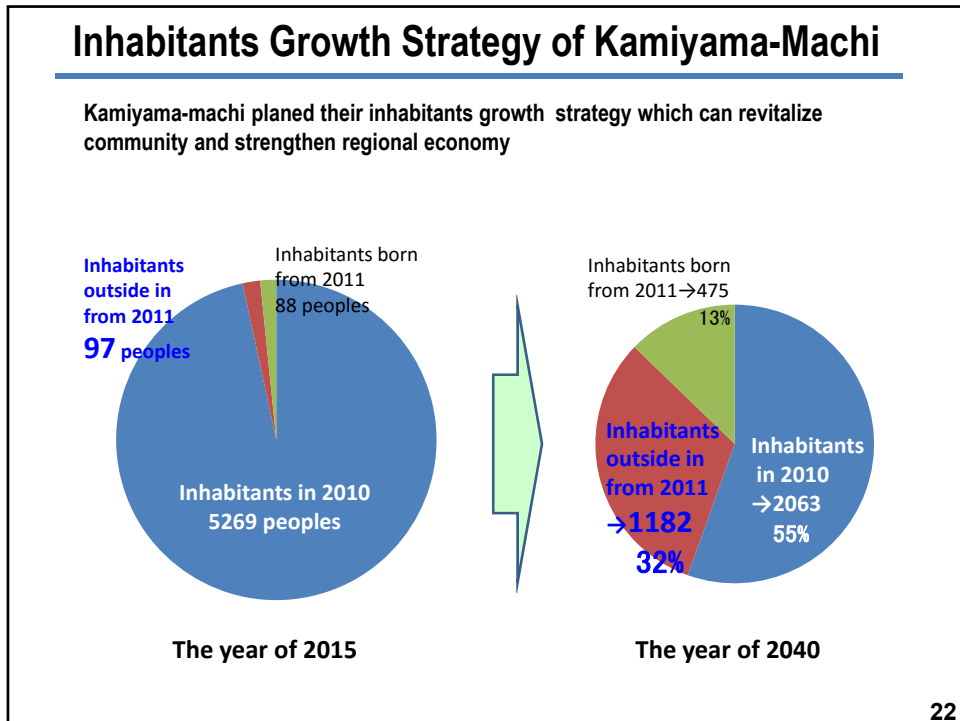 Inhabitants Growth Strategy of Kamiyama-Machi
Kamiyama-machi planed their inhabitants growth strategy which can revitalize
community and strengthen regional economy
Inhabitants
outside in
from 2011
97 peoples
Inhabitants born
from 2011
88 peoples
Inhabitants in 2010
5269 peoples
The year of 2015
Inhabitants born
from 2011→475
13%
Inhabitants
outside in
from 2011
→1182
32%
Inhabitants
in 2010
→2063
55%
The year of 2040
22